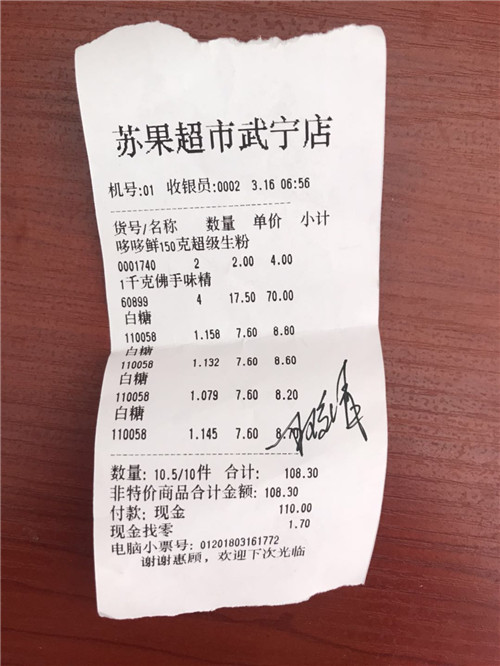 苏果超市武宁店
机号:01 收银员:0002 3.16 06:56
货号/名称 数量 单价 小计
哆哆鲜150克超级生粉
0001740 2 2.00 4.00
1千克佛手味精
60899 4 17.50 70.00
白糖
110058 1.158 7.60 8.80
白糖
110058 1.132 7.60 8.60
白糖
110058 1.079 7.60 8.20
白糖
110058 1.145 7.60
数量: 10.5/10件 合计: 108.30
非特价商品合计金额: 108.30
付款: 现金 110.00
现金找零 1.70
电脑小票号: 01201803161772
谢谢惠顾，欢迎下次光临